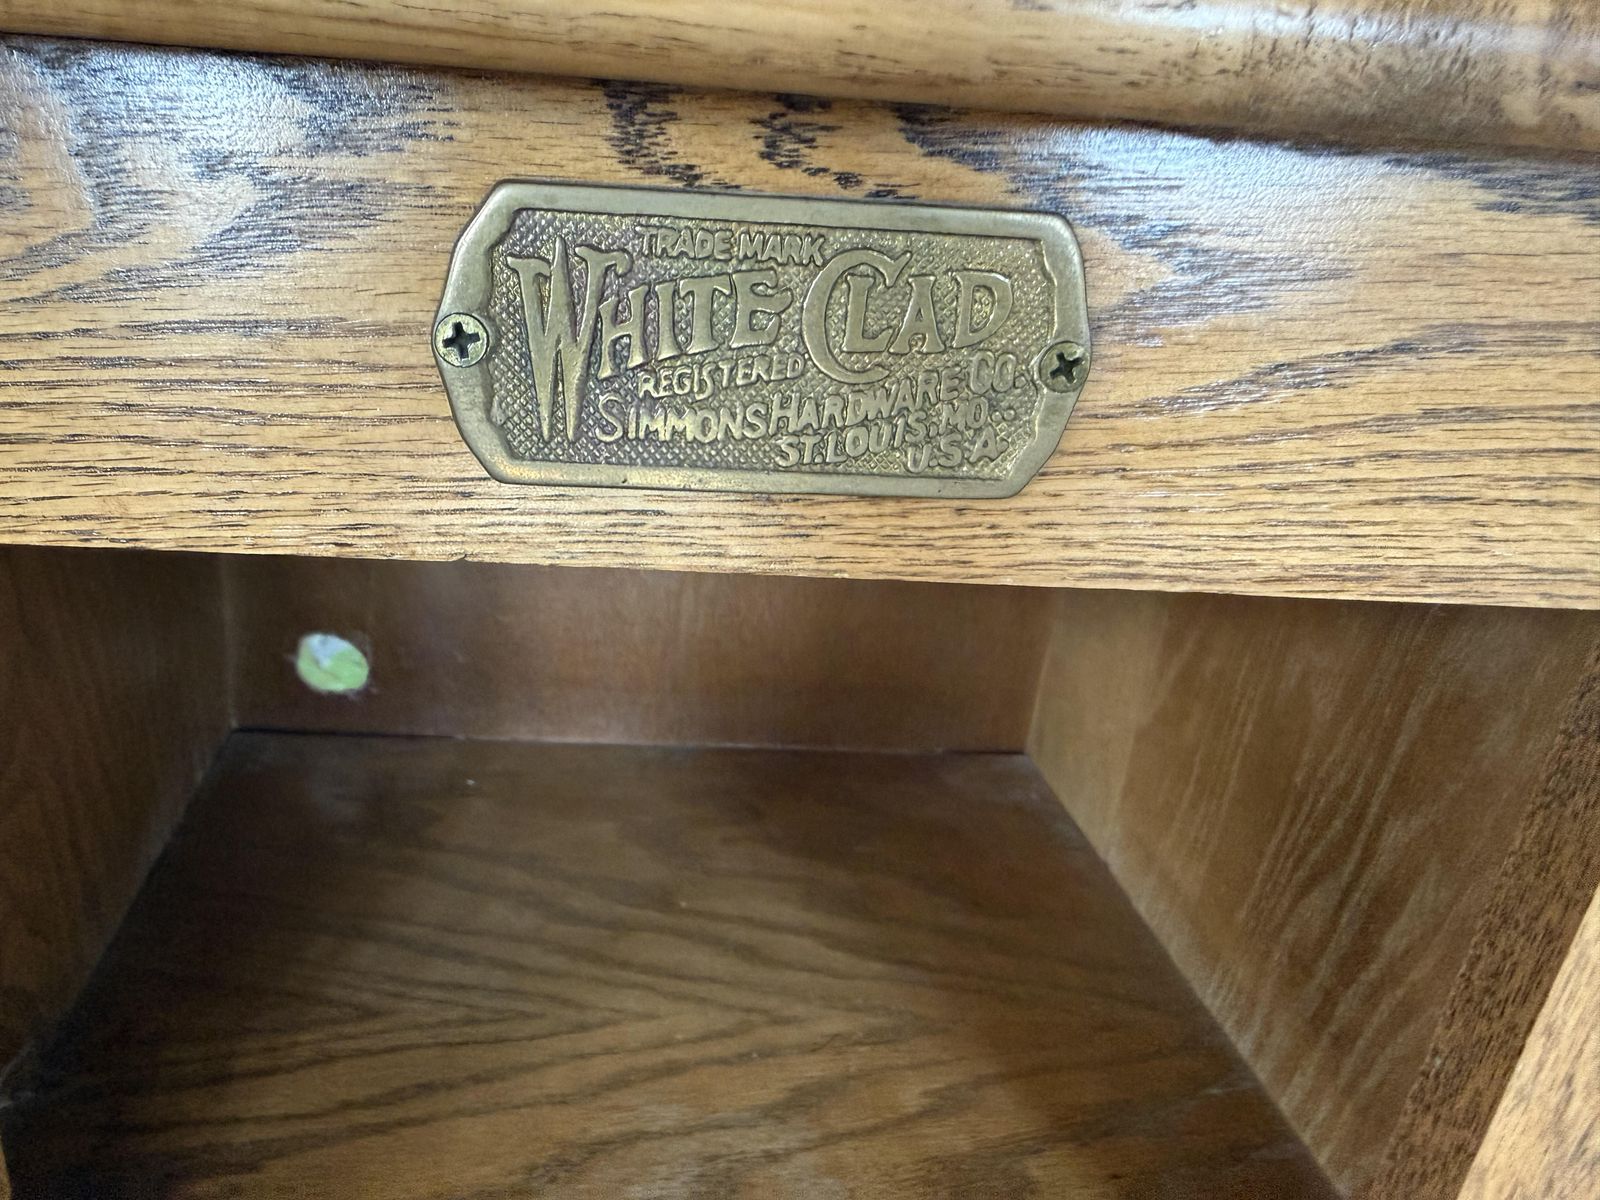 TRADE MARK
WHITE CLAD
REGISTERED
SIMMONS HARDWARE CO.
ST. LOUIS. MO.
U.S.A.